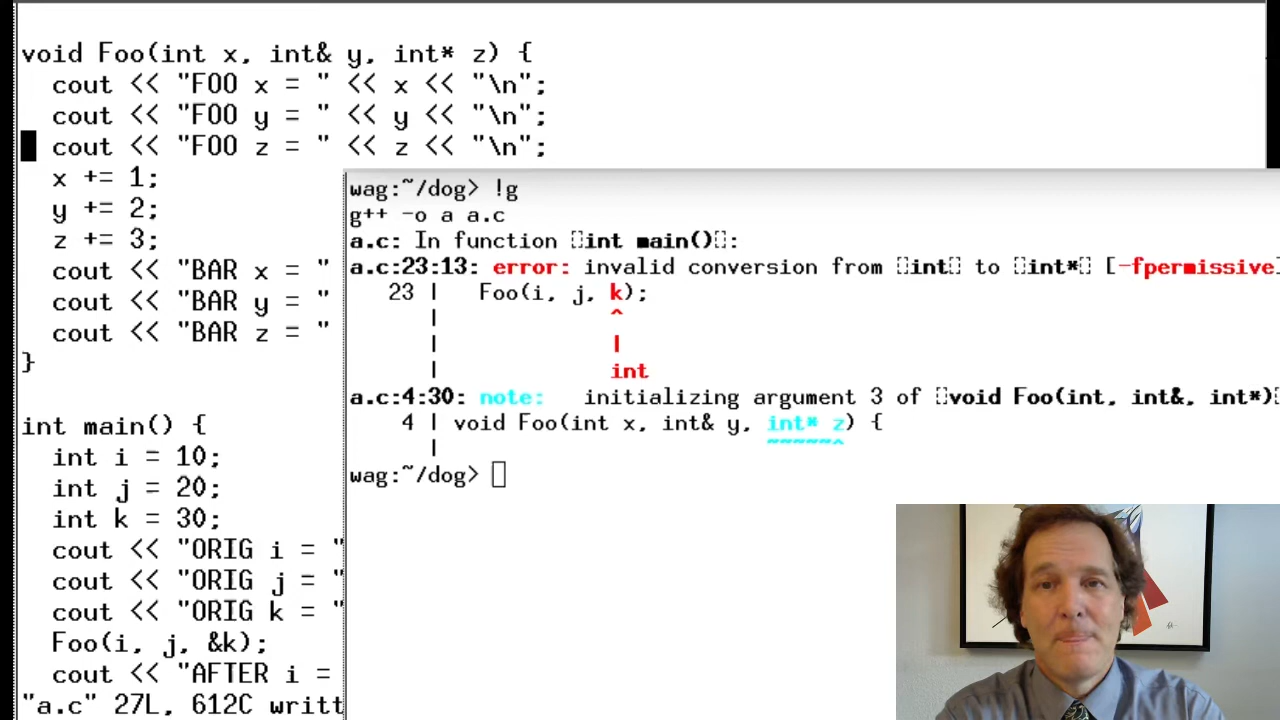 void Foo(int x, int& y, int* z) {
cout << "FOO x = " << x << "\n";
cout << "FOO y = " << y << "\n";
cout << "FOO z = " << z << "\n";
x += 1;
y += 2;
z += 3;
cout << "BAR x = "
cout << "BAR y = "
cout << "BAR z = "
}
int main() {
int i = 10;
int j = 20;
int k = 30;
cout << "ORIG i = "
cout << "ORIG j = "
cout << "ORIG k = "
Foo(i, j, &k);
cout << "AFTER i =
"a.c" 27L, 612C writt
wag:~/dog> !g
g++ -o a a.c
a.c: In function int main():
a.c:23:13: error: invalid conversion from int to int* [-fpermissive]
23 | Foo(i, j, k);
| ^
| |
| int
a.c:4:30: note: initializing argument 3 of void Foo(int, int&, int*)
4 | void Foo(int x, int& y, int* z) {
| ~~~~~^
wag:~/dog>